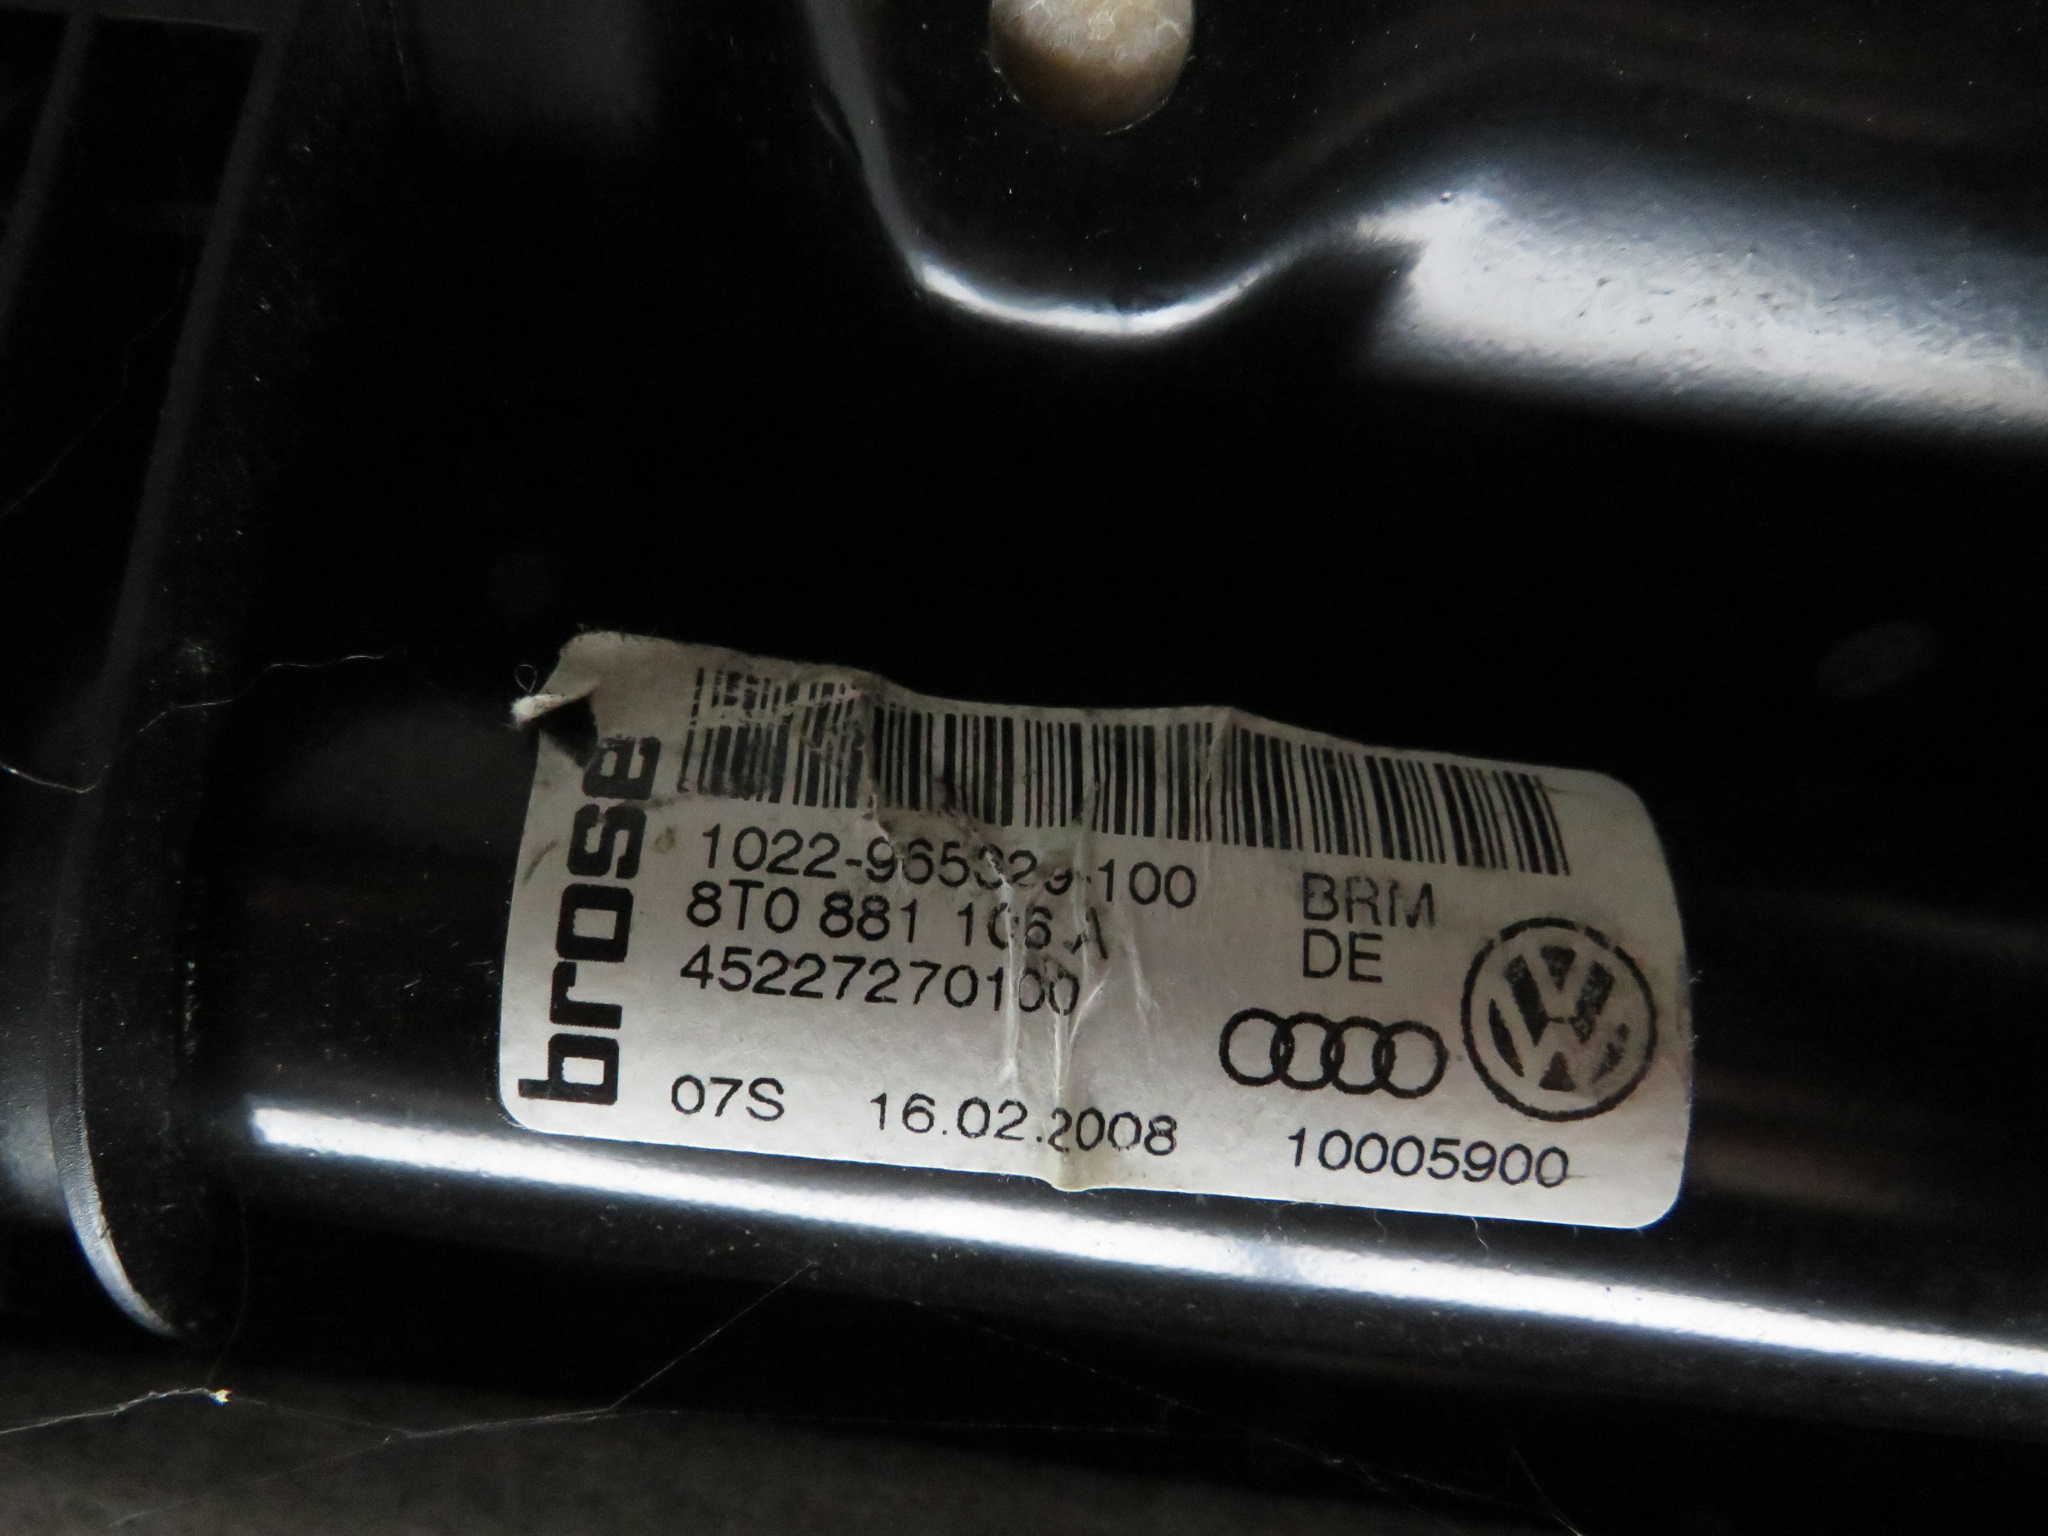 brose
1022-965329-100
8T0 881 106 A
45227270100
BRM
DE
07S 16.02.2008 10005900